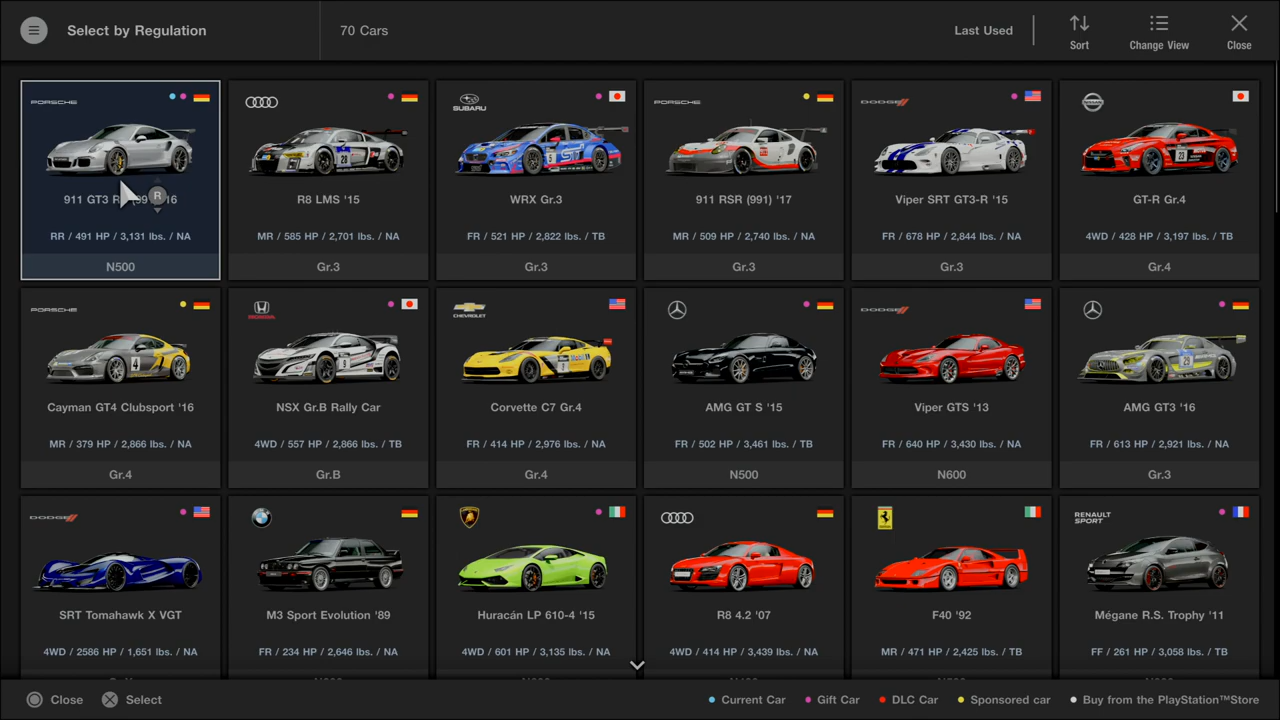 Select by Regulation
70 Cars
Last Used
Sort
Change View
Close
PORSCHE
911 GT3 R
16
RR / 491 HP / 3,131 lbs. / NA
N500
R8 LMS '15
MR / 585 HP / 2,701 lbs. / NA
Gr.3
SUBARU
WRX Gr.3
FR / 521 HP / 2,822 lbs. / TB
Gr.3
PORSCHE
911 RSR (991) '17
MR / 509 HP / 2,740 lbs. / NA
Gr.3
DODGE
Viper SRT GT3-R '15
FR / 678 HP / 2,844 lbs. / NA
Gr.3
GT-R Gr.4
4WD / 428 HP / 3,197 lbs. / TB
Gr.4
PORSCHE
Cayman GT4 Clubsport '16
MR / 379 HP / 2,866 lbs. / NA
Gr.4
HONDA
NSX Gr.B Rally Car
4WD / 557 HP / 2,866 lbs. / TB
Gr.B
CHEVROLET
Corvette C7 Gr.4
FR / 414 HP / 2,976 lbs. / NA
Gr.4
AMG GT S '15
FR / 502 HP / 3,461 lbs. / TB
N500
DODGE
Viper GTS '13
FR / 640 HP / 3,430 lbs. / NA
N600
AMG GT3 '16
FR / 613 HP / 2,921 lbs. / NA
Gr.3
DODGE
SRT Tomahawk X VGT
4WD / 2586 HP / 1,651 lbs. / NA
M3 Sport Evolution '89
FR / 234 HP / 2,646 lbs. / NA
Huracán LP 610-4 '15
4WD / 601 HP / 3,135 lbs. / NA
R8 4.2 '07
4WD / 414 HP / 3,439 lbs. / NA
F40 '92
MR / 471 HP / 2,425 lbs. / TB
RENAULT
SPORT
Mégane R.S. Trophy '11
FF / 261 HP / 3,058 lbs. / TB
Close
Select
Current Car
Gift Car
DLC Car
Sponsored car
Buy from the PlayStation™Store